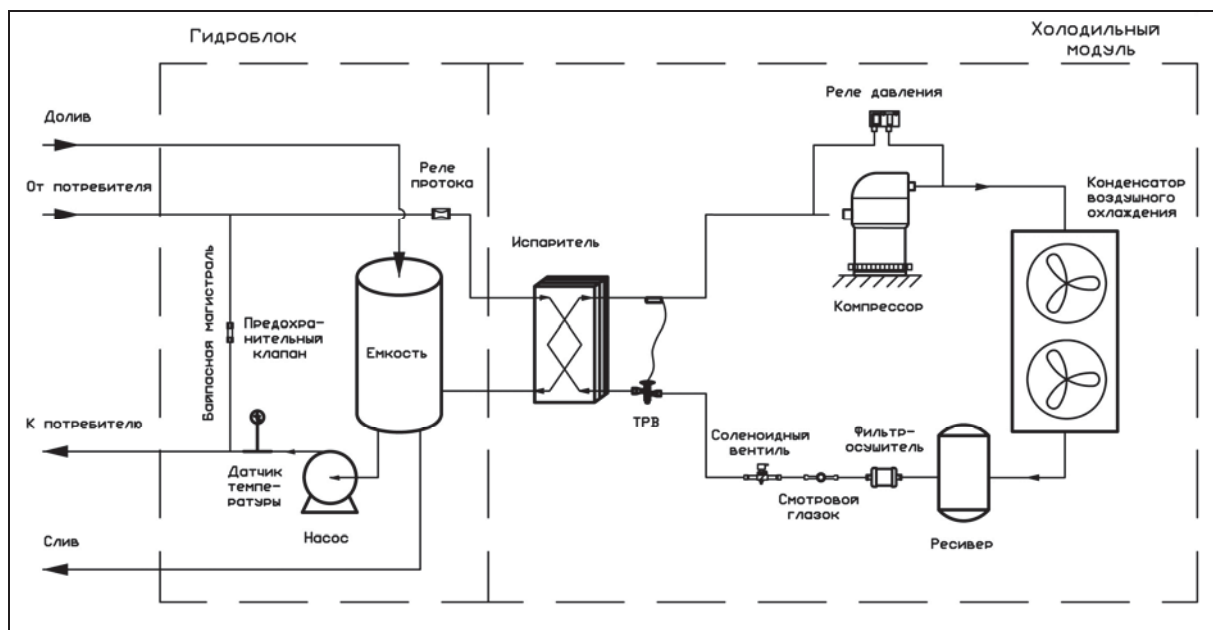 Гидроблок
Холодильный
модуль
Долив
От потребителя
Реле
протока
Реле давления
Конденсатор
воздушного
охлаждения
Испаритель
Компрессор
Байпасная магистраль
Предохра-
нительный
клапан
Емкость
ТРВ
К потребителю
Датчик
темпе-
ратуры
Насос
Соленоидный
вентиль
Смотровой
глазок
Фильтр-
осушитель
Ресивер
Слив